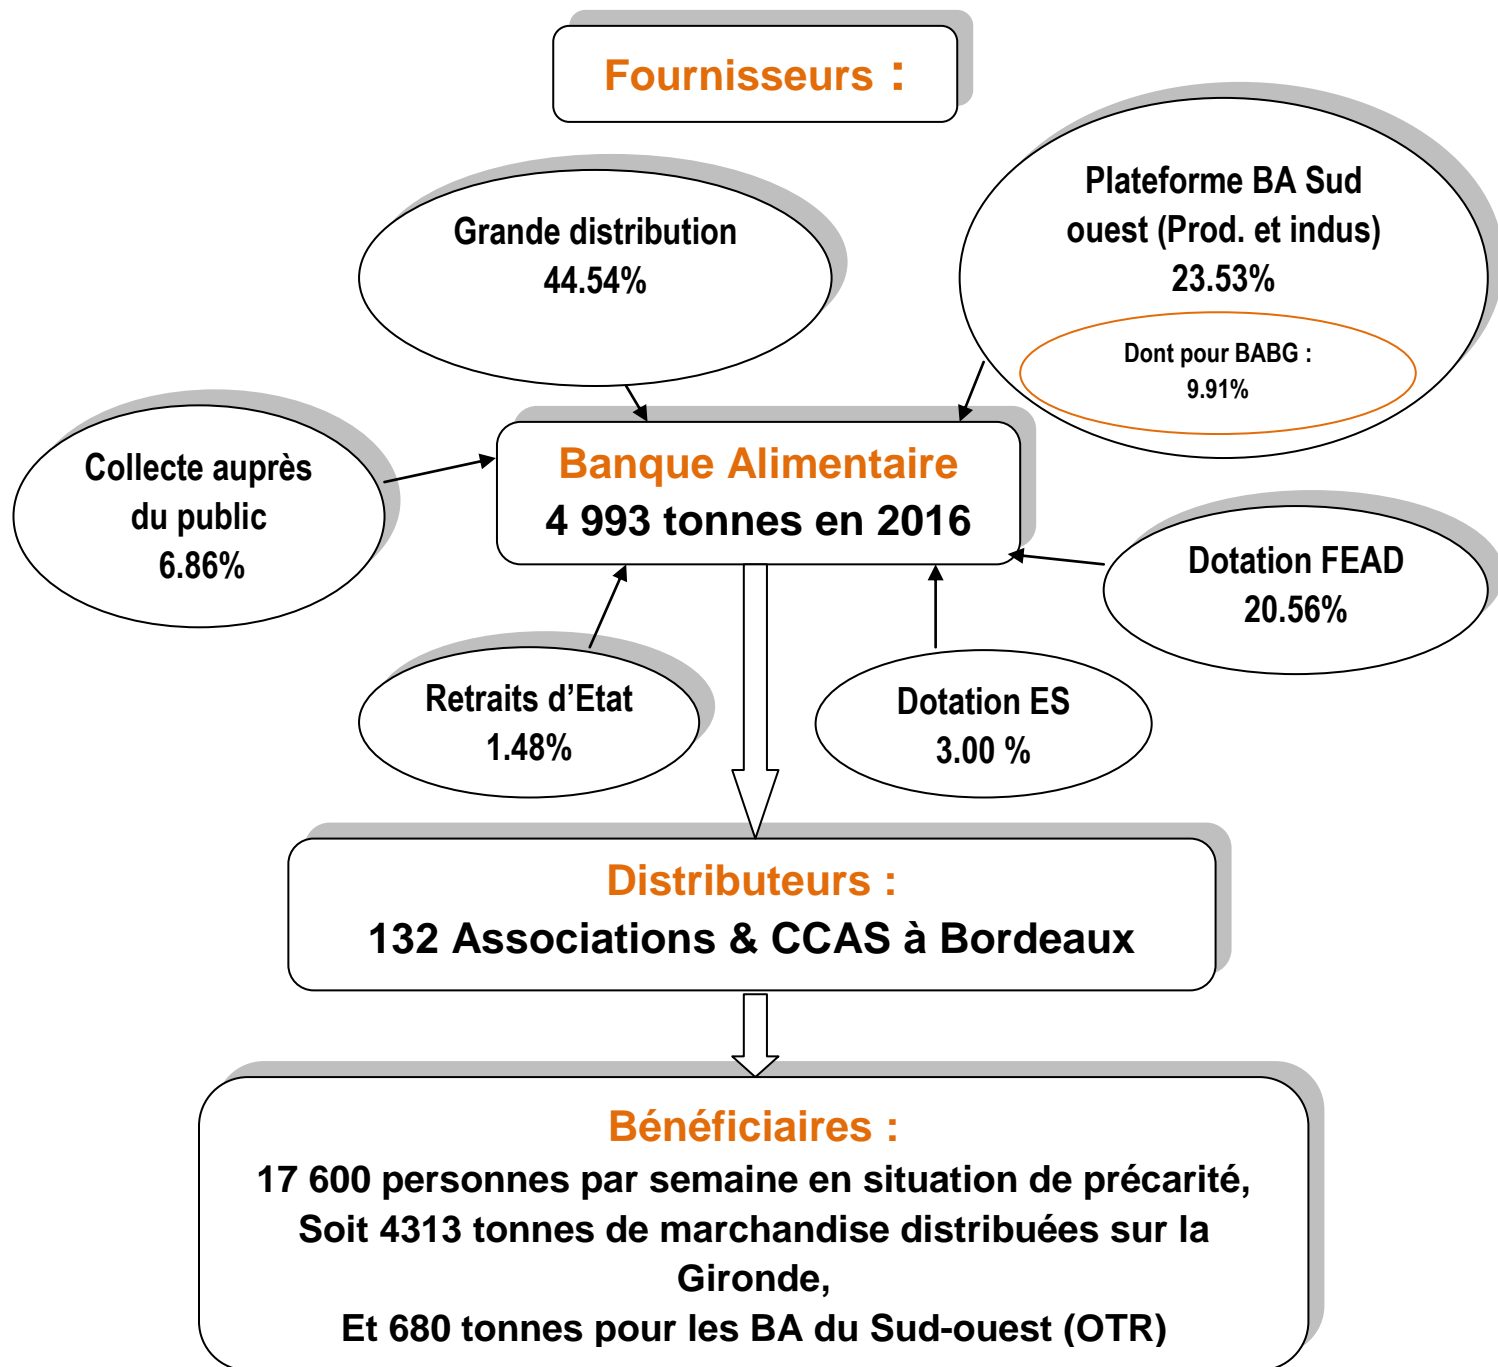 Fournisseurs :
Grande distribution
44.54%
Plateforme BA Sud
ouest (Prod. et indus)
23.53%
Dont pour BABG :
9.91%
Collecte auprès
du public
6.86%
Banque Alimentaire
4 993 tonnes en 2016
Dotation FEAD
20.56%
Retraits d’Etat
1.48%
Dotation ES
3.00 %
Distributeurs :
132 Associations & CCAS à Bordeaux
Bénéficiaires :
17 600 personnes par semaine en situation de précarité,
Soit 4313 tonnes de marchandise distribuées sur la
Gironde,
Et 680 tonnes pour les BA du Sud-ouest (OTR)